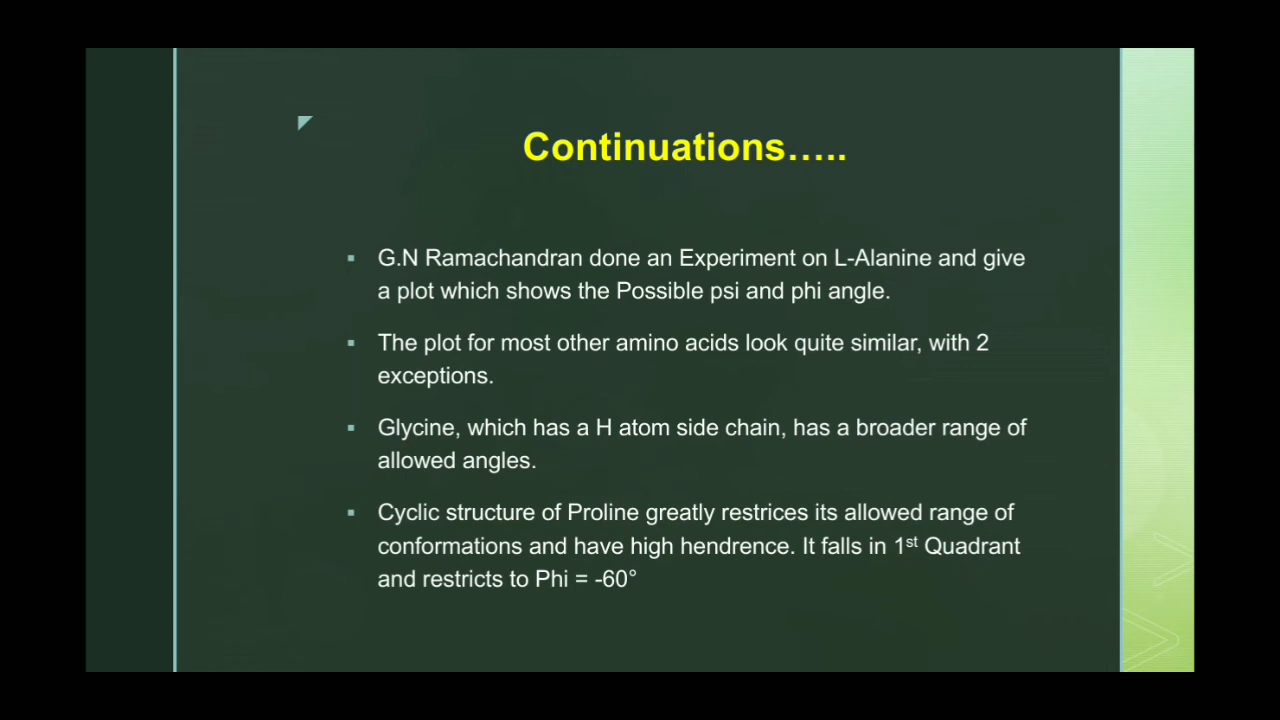 Continuations…..
▪ G.N Ramachandran done an Experiment on L-Alanine and give
a plot which shows the Possible psi and phi angle.
▪ The plot for most other amino acids look quite similar, with 2
exceptions.
▪ Glycine, which has a H atom side chain, has a broader range of
allowed angles.
▪ Cyclic structure of Proline greatly restrices its allowed range of
conformations and have high hendrence. It falls in 1st Quadrant
and restricts to Phi = -60°